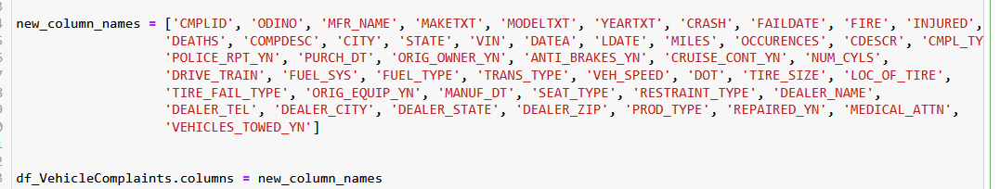 new_column_names = ['CMPLID', 'ODINO', 'MFR_NAME', 'MAKETXT', 'MODELTXT', 'YEARTXT', 'CRASH', 'FAILDATE', 'FIRE', 'INJURED',
'DEATHS', 'COMPDESC', 'CITY', 'STATE', 'VIN', 'DATEA', 'LDATE', 'MILES', 'OCCURENCES', 'CDESCR', 'CMPL_TY
'POLICE_RPT_YN', 'PURCH_DT', 'ORIG_OWNER_YN', 'ANTI_BRAKES_YN', 'CRUISE_CONT_YN', 'NUM_CYLS',
'DRIVE_TRAIN', 'FUEL_SYS', 'FUEL_TYPE', 'TRANS_TYPE', 'VEH_SPEED', 'DOT', 'TIRE_SIZE', 'LOC_OF_TIRE',
'TIRE_FAIL_TYPE', 'ORIG_EQUIP_YN', 'MANUF_DT', 'SEAT_TYPE', 'RESTRAINT_TYPE', 'DEALER_NAME',
'DEALER_TEL', 'DEALER_CITY', 'DEALER_STATE', 'DEALER_ZIP', 'PROD_TYPE', 'REPAIRED_YN', 'MEDICAL_ATTN',
'VEHICLES_TOWED_YN']
df_VehicleComplaints.columns = new_column_names